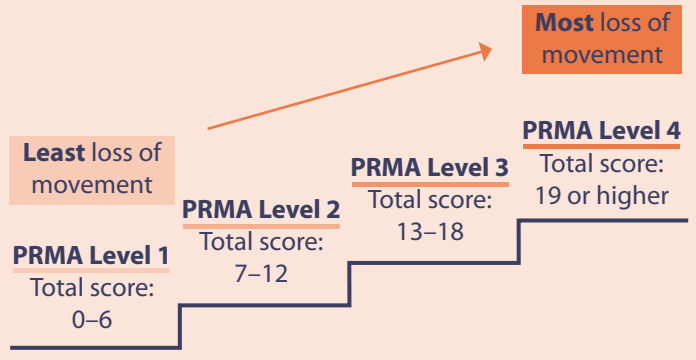 Most loss of
movement
Least loss of
movement
PRMA Level 1
Total score:
0–6
PRMA Level 2
Total score:
7–12
PRMA Level 3
Total score:
13–18
PRMA Level 4
Total score:
19 or higher